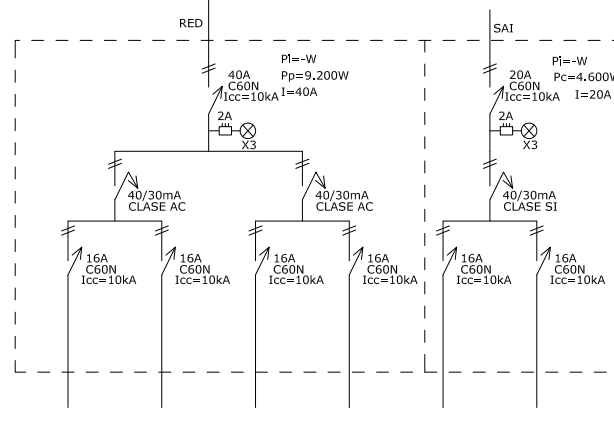 RED
SAI
40A
C60N
Icc=10kA
Pi=-W
Pp=9.200W
I=40A
2A
X3
20A
C60N
Icc=10kA
Pi=-W
Pc=4.600W
I=20A
2A
X3
40/30mA
CLASE AC
40/30mA
CLASE AC
40/30mA
CLASE SI
16A
C60N
Icc=10kA
16A
C60N
Icc=10kA
16A
C60N
Icc=10kA
16A
C60N
Icc=10kA
16A
C60N
Icc=10kA
16A
C60N
Icc=10kA